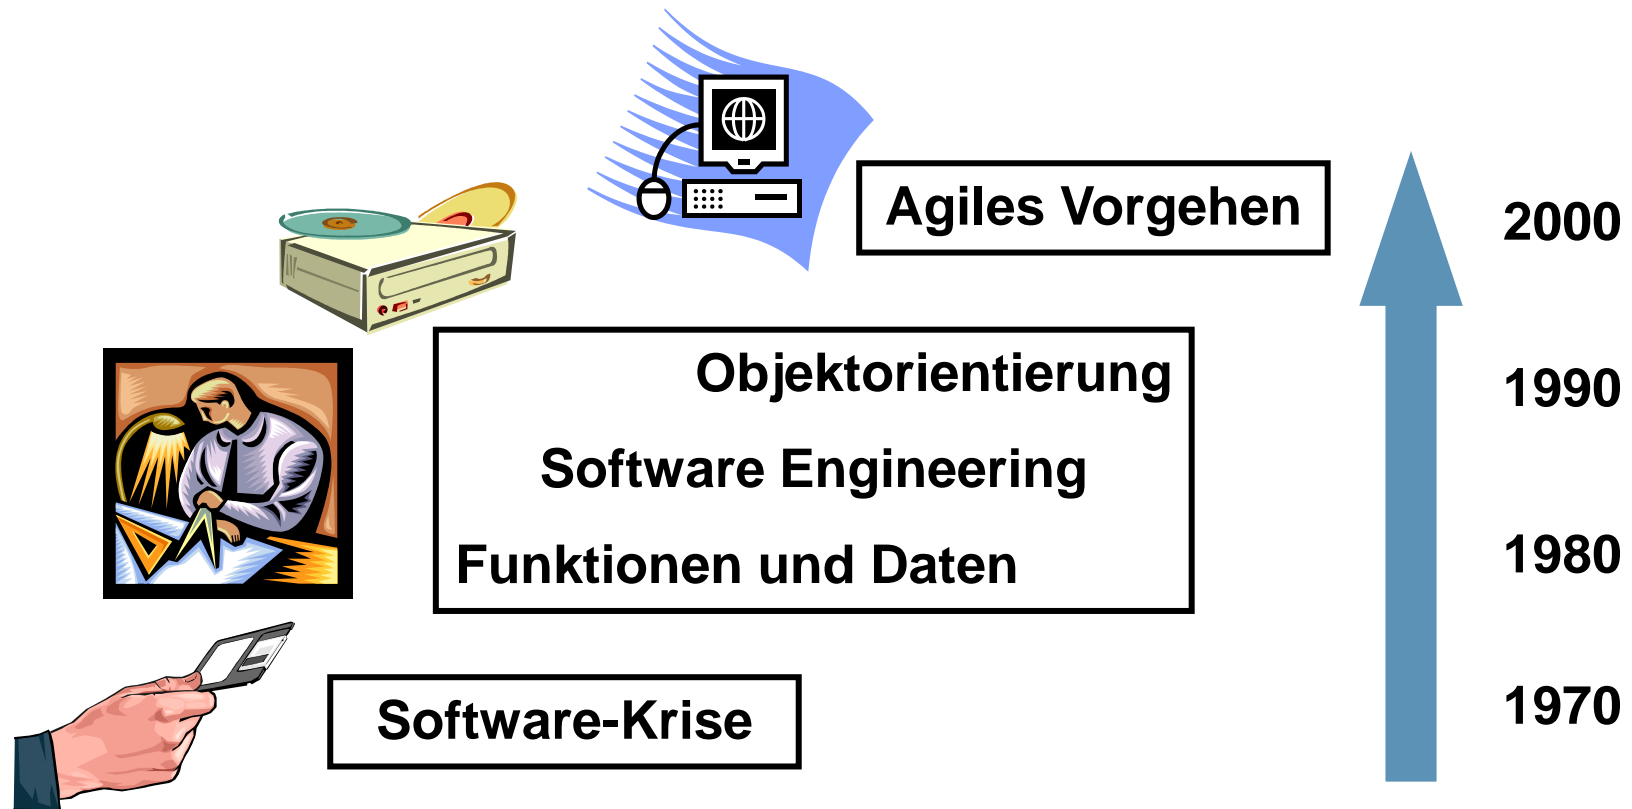 Agiles Vorgehen
2000
Objektorientierung
1990
Software Engineering
Funktionen und Daten
1980
Software-Krise
1970